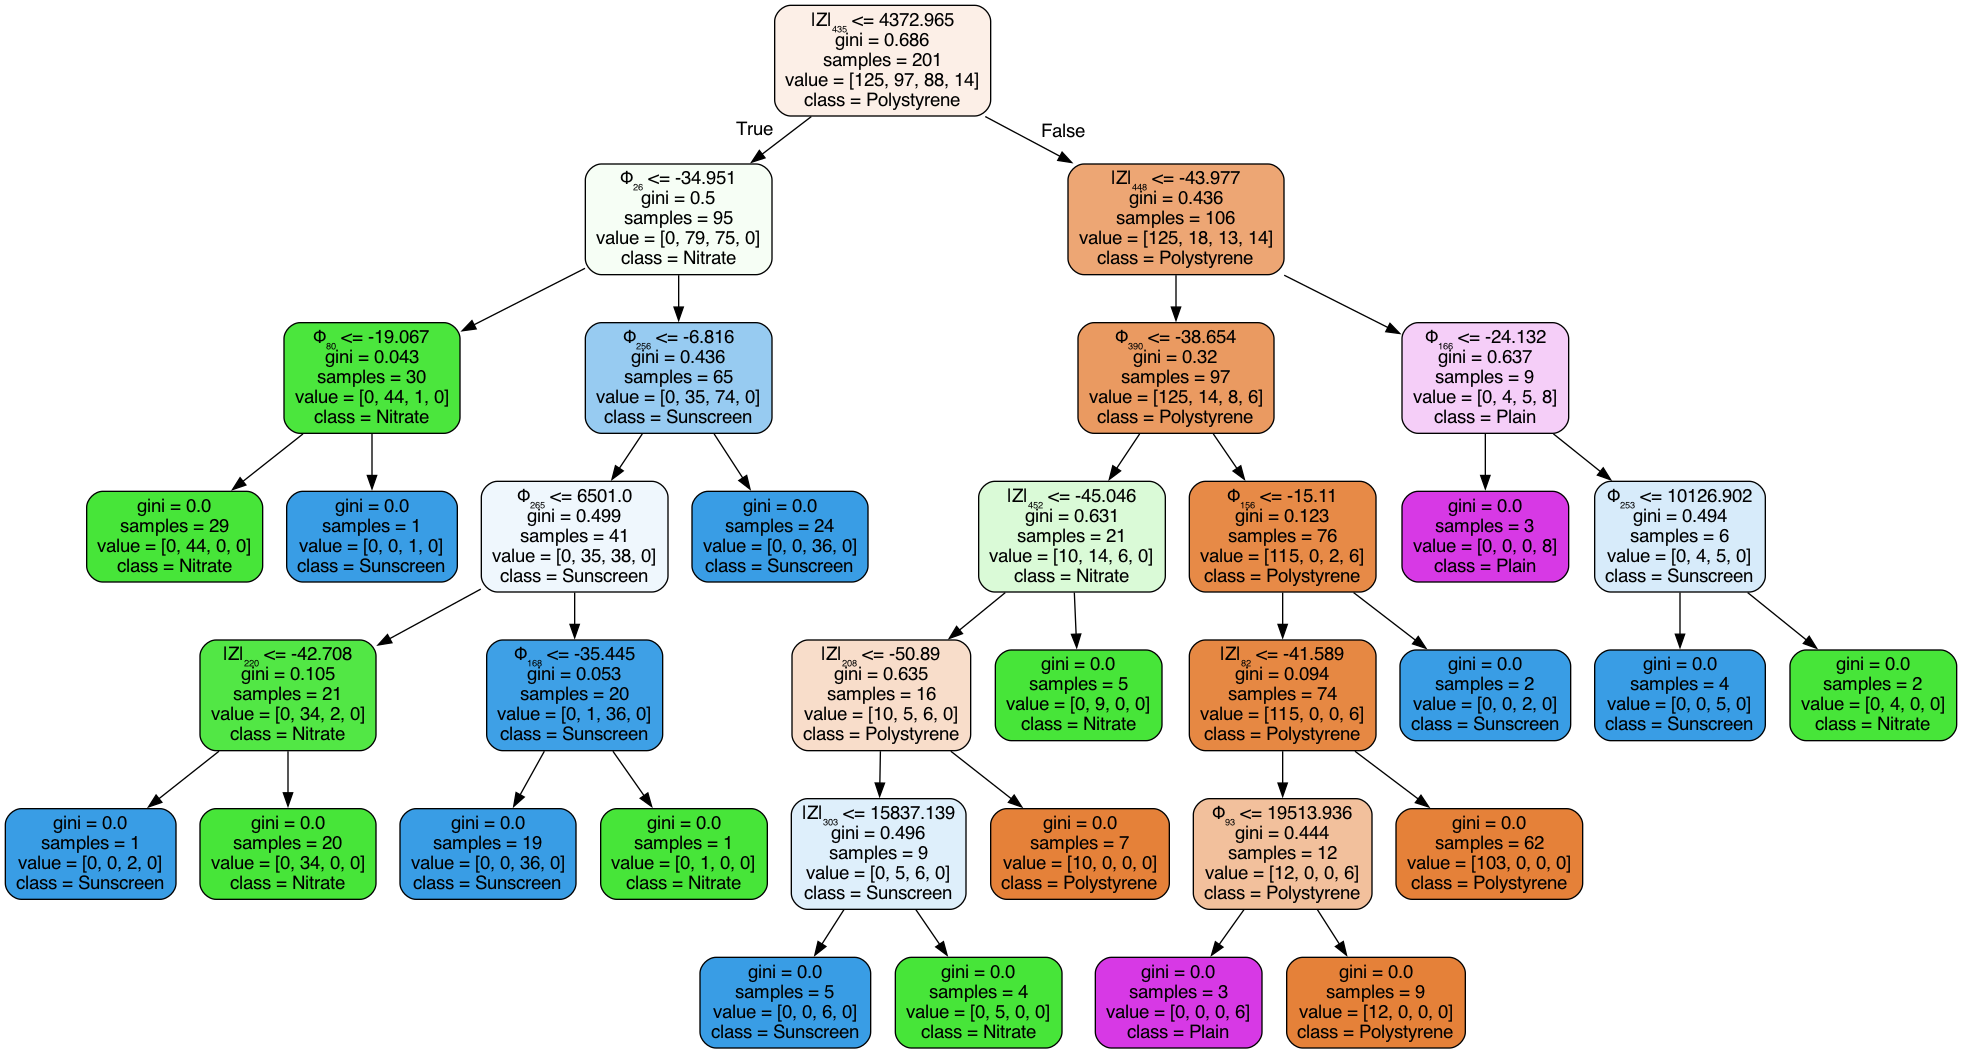 |Z|₄₃₅ <= 4372.965
gini = 0.686
samples = 201
value = [125, 97, 88, 14]
class = Polystyrene
True
False
Φ₂₆ <= -34.951
gini = 0.5
samples = 95
value = [0, 79, 75, 0]
class = Nitrate
|Z|₄₄₈ <= -43.977
gini = 0.436
samples = 106
value = [125, 18, 13, 14]
class = Polystyrene
Φ₈₀ <= -19.067
gini = 0.043
samples = 30
value = [0, 44, 1, 0]
class = Nitrate
Φ₂₅₆ <= -6.816
gini = 0.436
samples = 65
value = [0, 35, 74, 0]
class = Sunscreen
Φ₃₉₀ <= -38.654
gini = 0.32
samples = 97
value = [125, 14, 8, 6]
class = Polystyrene
Φ₁₆₆ <= -24.132
gini = 0.637
samples = 9
value = [0, 4, 5, 8]
class = Plain
gini = 0.0
samples = 29
value = [0, 44, 0, 0]
class = Nitrate
gini = 0.0
samples = 1
value = [0, 0, 1, 0]
class = Sunscreen
Φ₂₆₅ <= 6501.0
gini = 0.499
samples = 41
value = [0, 35, 38, 0]
class = Sunscreen
gini = 0.0
samples = 24
value = [0, 0, 36, 0]
class = Sunscreen
|Z|₄₅₂ <= -45.046
gini = 0.631
samples = 21
value = [10, 14, 6, 0]
class = Nitrate
Φ₁₅₆ <= -15.11
gini = 0.123
samples = 76
value = [115, 0, 2, 6]
class = Polystyrene
gini = 0.0
samples = 3
value = [0, 0, 0, 8]
class = Plain
Φ₂₅₃ <= 10126.902
gini = 0.494
samples = 6
value = [0, 4, 5, 0]
class = Sunscreen
|Z|₂₂₀ <= -42.708
gini = 0.105
samples = 21
value = [0, 34, 2, 0]
class = Nitrate
Φ₁₆₈ <= -35.445
gini = 0.053
samples = 20
value = [0, 1, 36, 0]
class = Sunscreen
|Z|₂₀₈ <= -50.89
gini = 0.635
samples = 16
value = [10, 5, 6, 0]
class = Polystyrene
gini = 0.0
samples = 5
value = [0, 9, 0, 0]
class = Nitrate
|Z|₈₂ <= -41.589
gini = 0.094
samples = 74
value = [115, 0, 0, 6]
class = Polystyrene
gini = 0.0
samples = 2
value = [0, 0, 2, 0]
class = Sunscreen
gini = 0.0
samples = 4
value = [0, 0, 5, 0]
class = Sunscreen
gini = 0.0
samples = 2
value = [0, 4, 0, 0]
class = Nitrate
gini = 0.0
samples = 1
value = [0, 0, 2, 0]
class = Sunscreen
gini = 0.0
samples = 20
value = [0, 34, 0, 0]
class = Nitrate
gini = 0.0
samples = 19
value = [0, 0, 36, 0]
class = Sunscreen
gini = 0.0
samples = 1
value = [0, 1, 0, 0]
class = Nitrate
|Z|₃₀₃ <= 15837.139
gini = 0.496
samples = 9
value = [0, 5, 6, 0]
class = Sunscreen
gini = 0.0
samples = 7
value = [10, 0, 0, 0]
class = Polystyrene
Φ₉₃ <= 19513.936
gini = 0.444
samples = 12
value = [12, 0, 0, 6]
class = Polystyrene
gini = 0.0
samples = 62
value = [103, 0, 0, 0]
class = Polystyrene
gini = 0.0
samples = 5
value = [0, 0, 6, 0]
class = Sunscreen
gini = 0.0
samples = 4
value = [0, 5, 0, 0]
class = Nitrate
gini = 0.0
samples = 3
value = [0, 0, 0, 6]
class = Plain
gini = 0.0
samples = 9
value = [12, 0, 0, 0]
class = Polystyrene